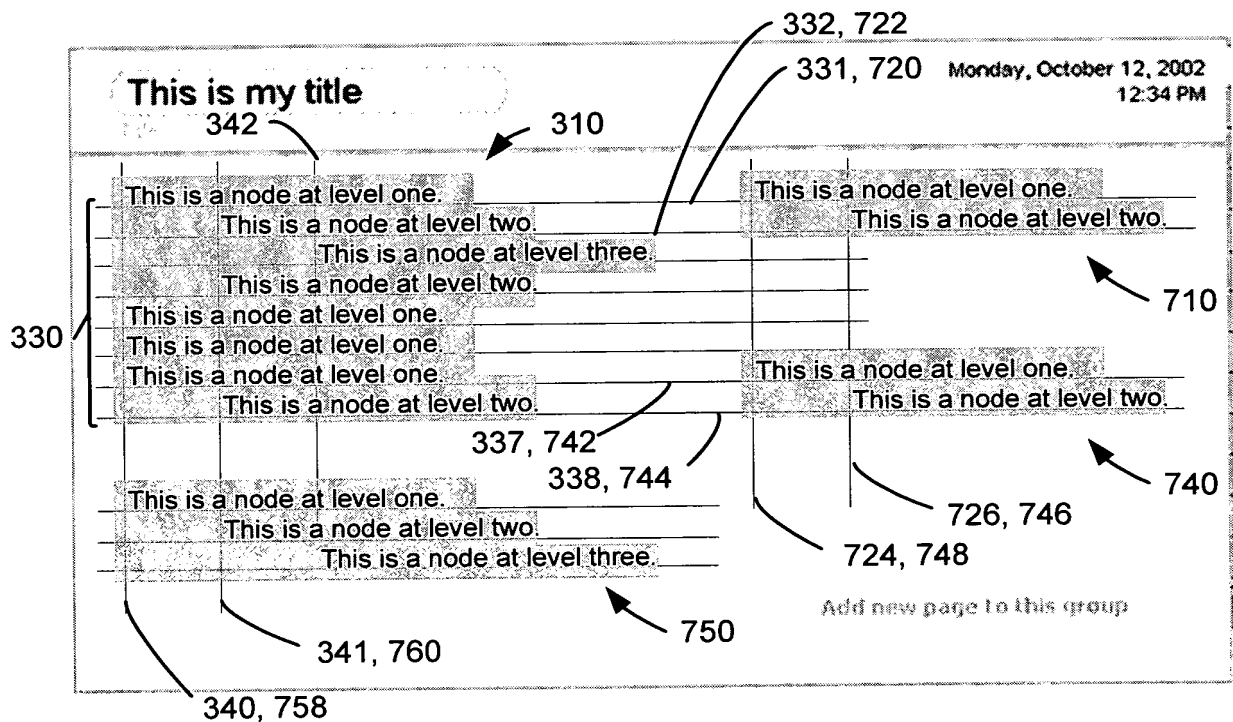 332, 722
331, 720
Monday, October 12, 2002
12:34 PM
This is my title
342
310
This is a node at level one.
This is a node at level two.
This is a node at level three.
This is a node at level two.
This is a node at level one.
This is a node at level one.
This is a node at level one.
This is a node at level two.
330
This is a node at level one.
This is a node at level two.
710
This is a node at level one.
This is a node at level two.
740
337, 742
338, 744
726, 746
724, 748
This is a node at level one.
This is a node at level two.
This is a node at level three.
750
Add new page to this group
341, 760
340, 758